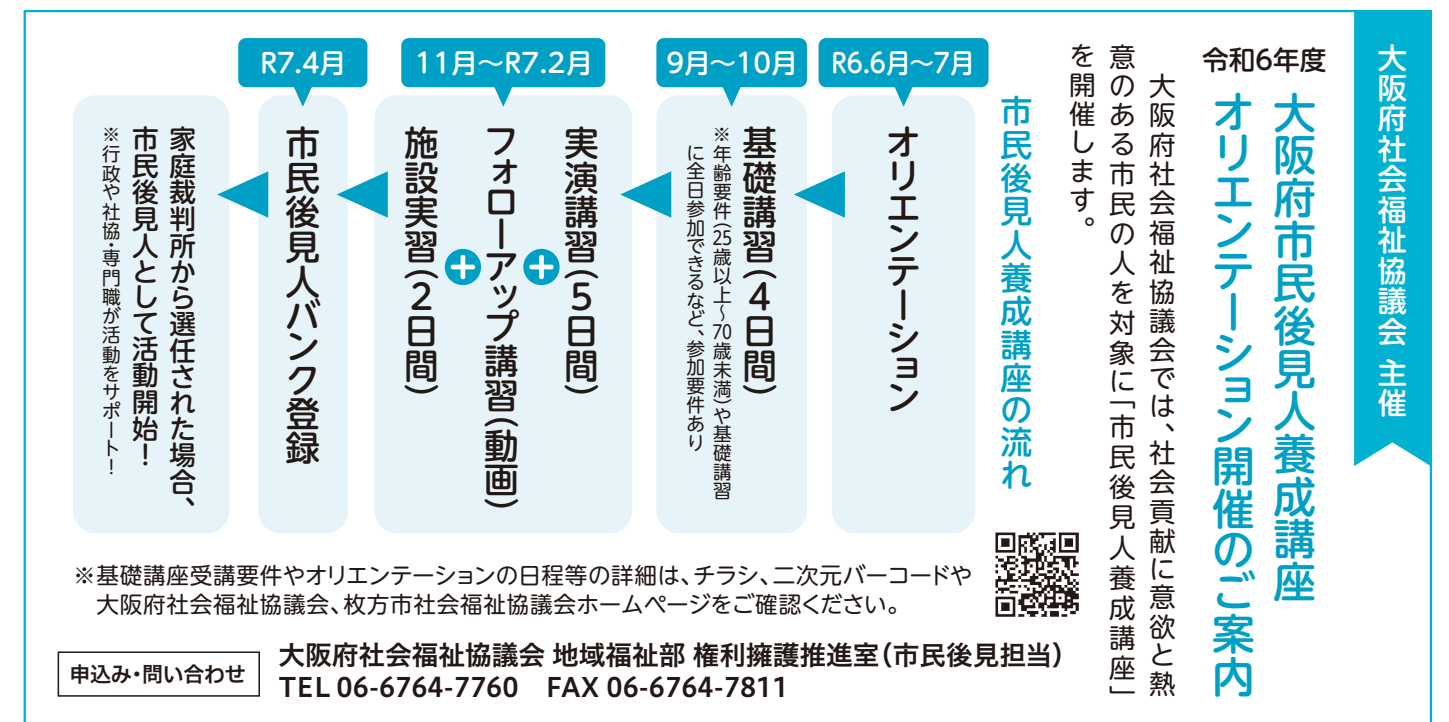 大阪府社会福祉協議会 主催
令和6年度
大阪府市民後見人養成講座
オリエンテーション開催のご案内
大阪府社会福祉協議会では、社会貢献に意欲と熱
意のある市民の人を対象に「市民後見人養成講座」
を開催します。
市民後見人養成講座の流れ
R6.6月〜7月
オリエンテーション
9月〜10月
基礎講習(4日間)
※年齢要件(25歳以上〜70歳未満)や基礎講習
に全日参加できるなど、参加要件あり
11月〜R7.2月
実演講習(5日間)
+
フォローアップ講習(動画)
+
施設実習(2日間)
R7.4月
市民後見人バンク登録
家庭裁判所から選任された場合、
市民後見人として活動開始!
※行政や社協・専門職が活動をサポート!
※基礎講座受講要件やオリエンテーションの日程等の詳細は、チラシ、二次元バーコードや
大阪府社会福祉協議会、枚方市社会福祉協議会ホームページをご確認ください。
申込み・問い合わせ
大阪府社会福祉協議会 地域福祉部 権利擁護推進室(市民後見担当)
TEL 06-6764-7760 FAX 06-6764-7811